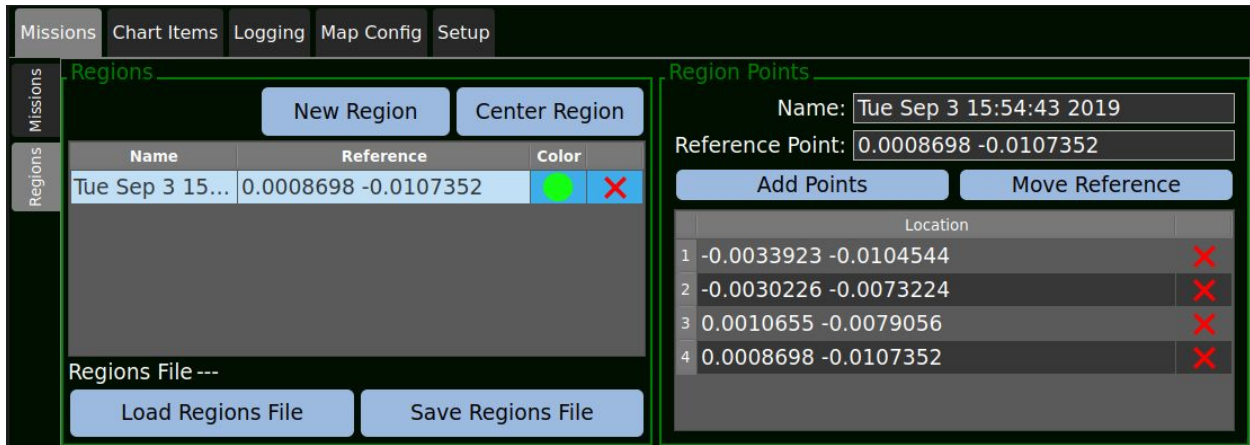 Missions Chart Items Logging Map Config Setup
Missions
Regions
Regions
New Region Center Region
Name Reference Color
Tue Sep 3 15... 0.0008698 -0.0107352
Regions File ---
Load Regions File Save Regions File
Region Points
Name: Tue Sep 3 15:54:43 2019
Reference Point: 0.0008698 -0.0107352
Add Points Move Reference
Location
1 -0.0033923 -0.0104544
2 -0.0030226 -0.0073224
3 0.0010655 -0.0079056
4 0.0008698 -0.0107352